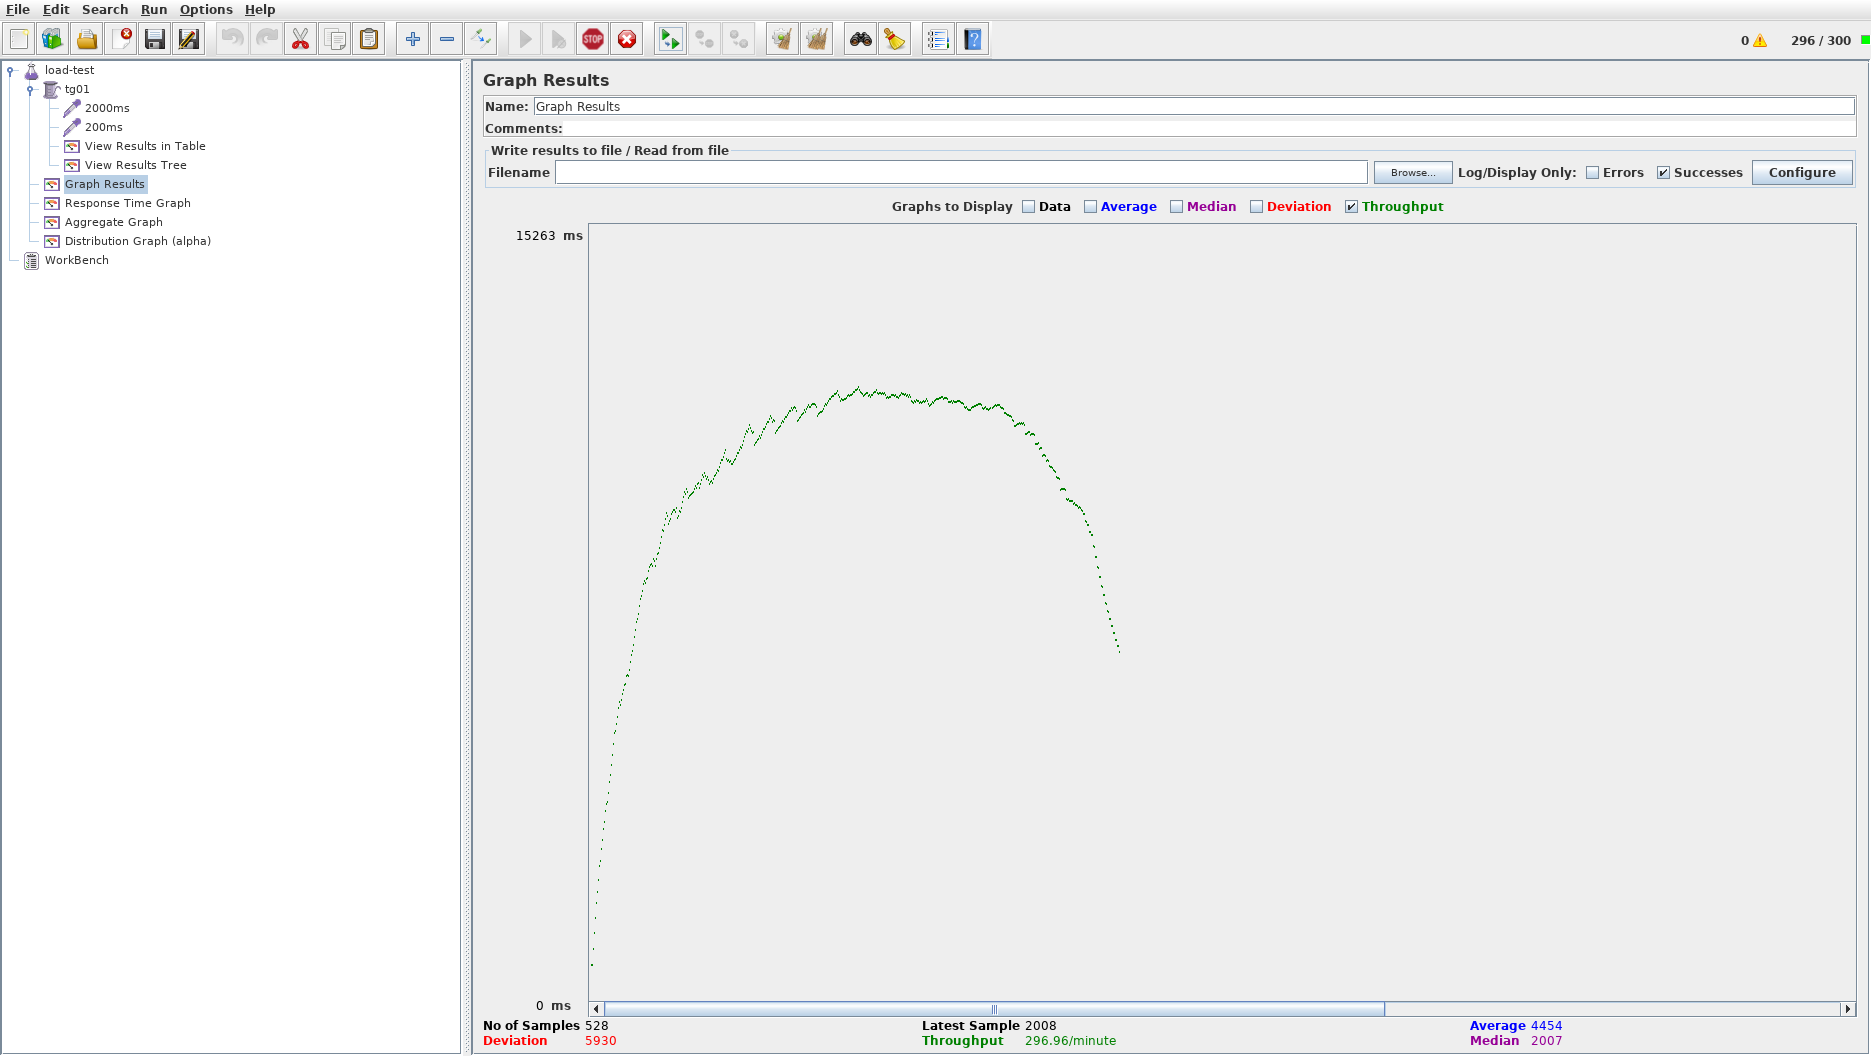 File Edit Search Run Options Help
STOP
0 296 / 300
load-test
tg01
2000ms
200ms
View Results in Table
View Results Tree
Graph Results
Response Time Graph
Aggregate Graph
Distribution Graph (alpha)
WorkBench
Graph Results
Name: Graph Results
Comments:
Write results to file / Read from file
Filename Browse... Log/Display Only: Errors Successes Configure
Graphs to Display Data Average Median Deviation Throughput
15263 ms
0 ms
No of Samples 528 Latest Sample 2008 Average 4454
Deviation 5930 Throughput 296.96/minute Median 2007